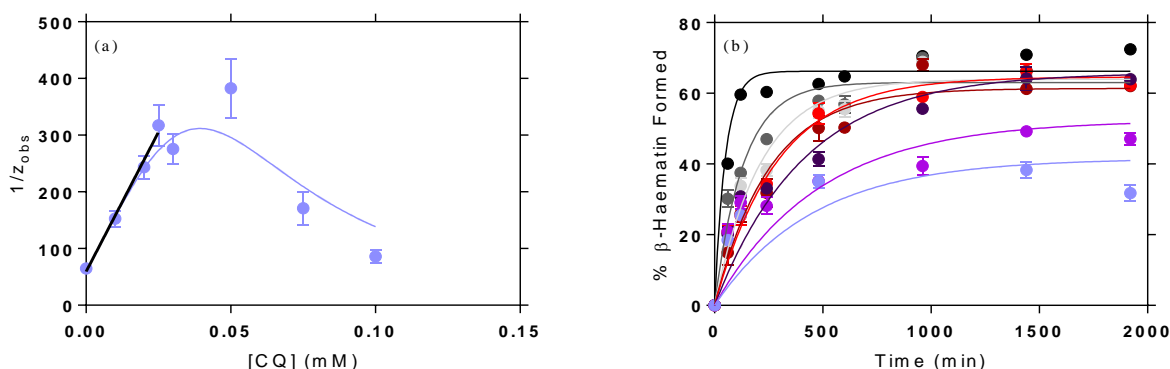 (a)
1/z_obs
500
400
300
200
100
0
0.00 0.05 0.10 0.15
[CQ] (mM)
(b)
% β-Haematin Formed
80
60
40
20
0
0 500 1000 1500 2000
Time (min)